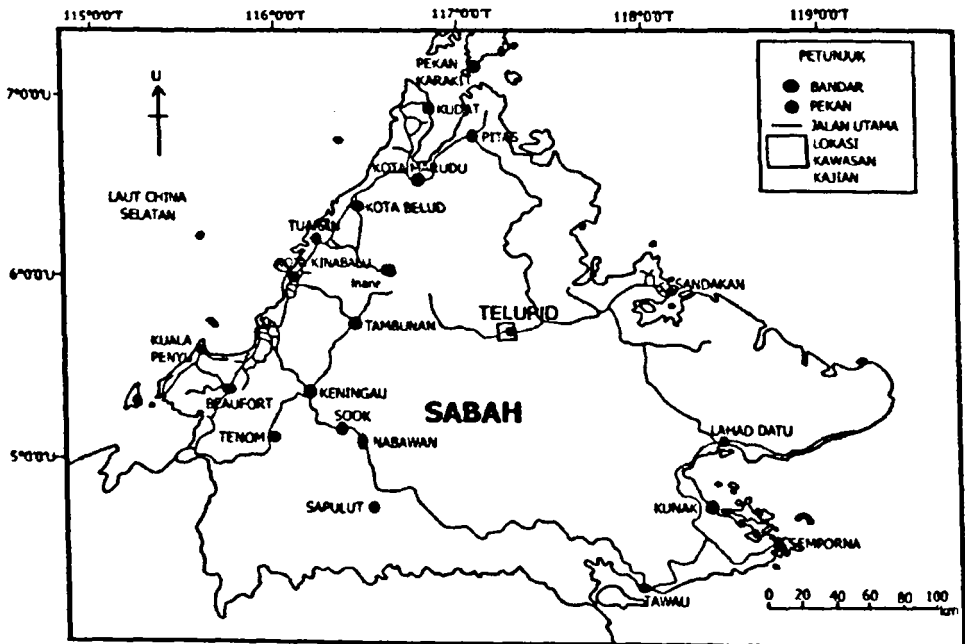 115°0'0"T 116°0'0"T 117°0'0"T 118°0'0"T 119°0'0"T
7°0'0"U
6°0'0"U
5°0'0"U
U
LAUT CHINA
SELATAN
PETUNJUK
BANDAR
PEKAN
JALAN UTAMA
LOKASI
KAWASAN
KAJIAN
PEKAN
KARAKIT
KUDAT
PITAS
KOTA MARUDU
KOTA BELUD
KOTA KINABALU
SANDAKAN
TELUPID
TAMBUNAN
KUALA
PENYU
BEAUFORT
KENINGAU
SABAH
SOOK
TENOM
NABAWAN
LAHAD DATU
SAPULUT
KUNAK
SEMPORNA
TAWAU
0 20 40 60 80 100
km